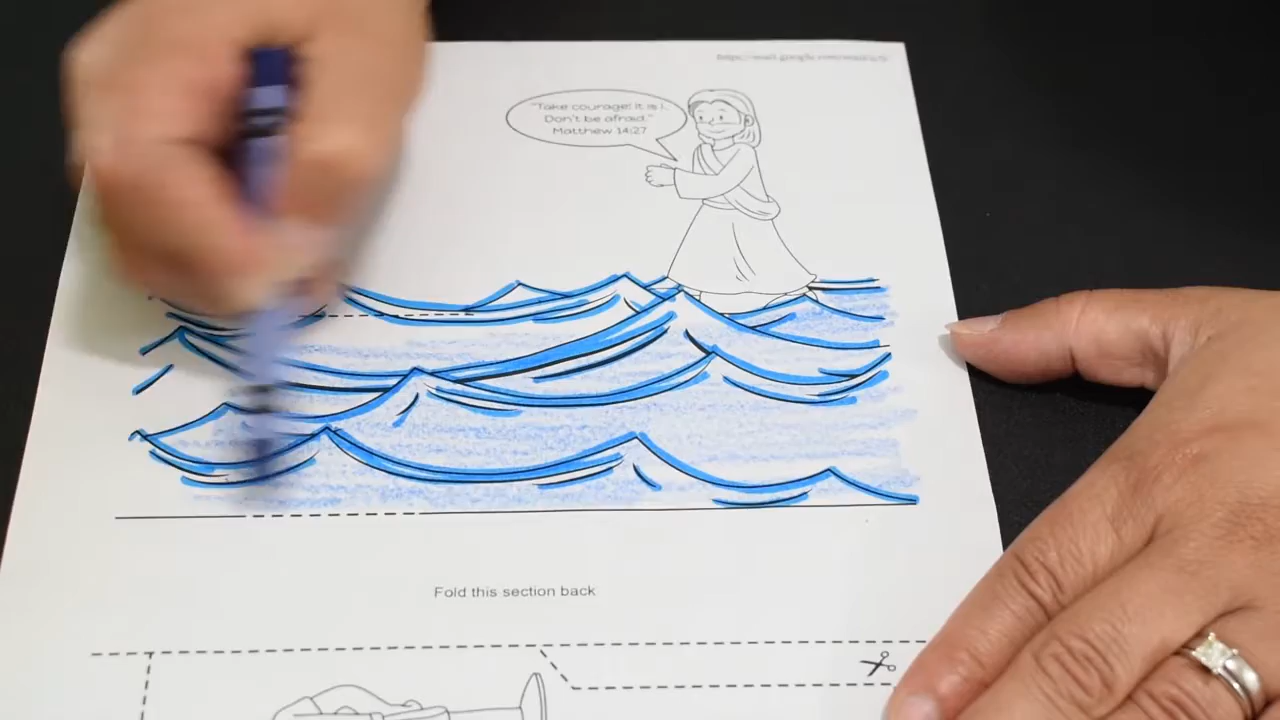 "Take courage! It is I.
Don't be afraid."
Matthew 14:27
Fold this section back